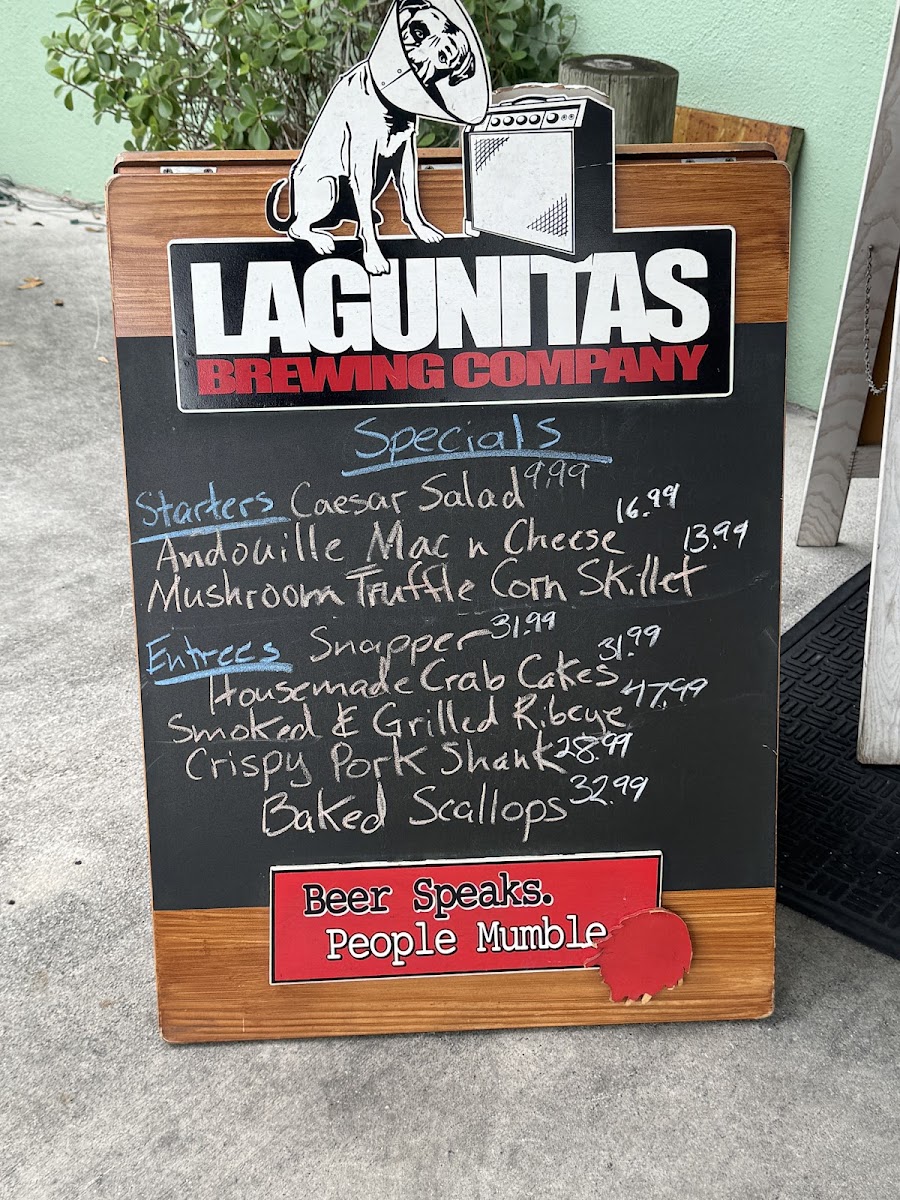 LAGUNITAS
BREWING COMPANY
Specials
Starters Caesar Salad 9.99
Andouille Mac n Cheese 16.99
Mushroom Truffle Corn Skillet 13.99
Entrees Snapper 31.99
Housemade Crab Cakes 31.99
Smoked & Grilled Ribeye 47.99
Crispy Pork Shank 28.99
Baked Scallops 32.99
Beer Speaks.
People Mumble